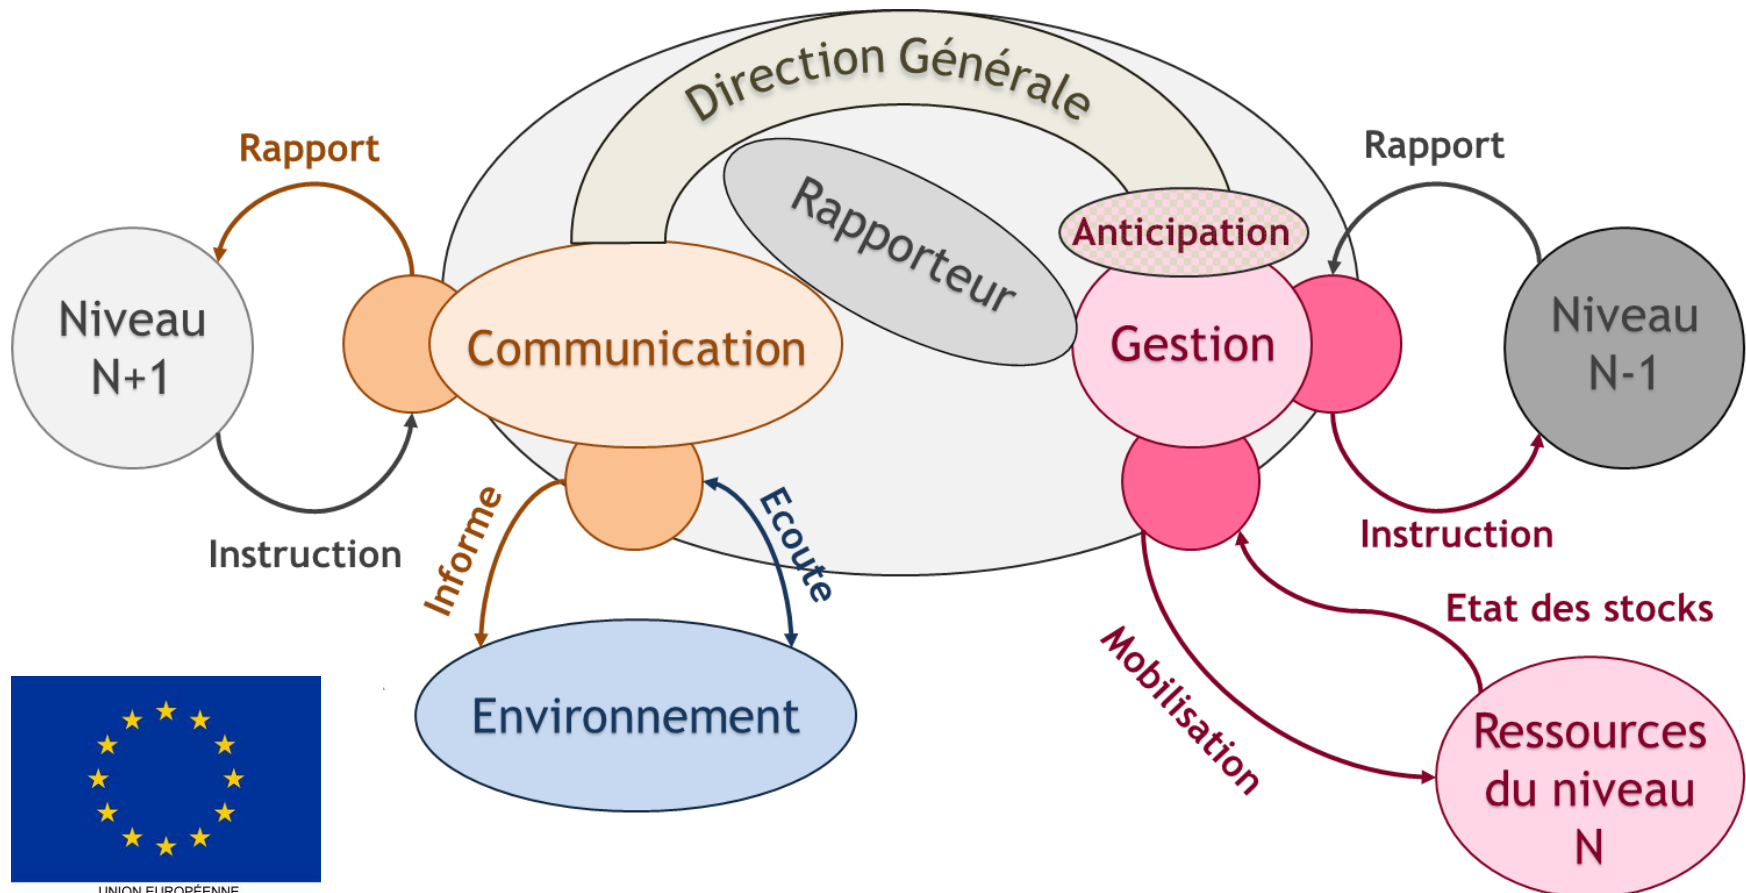 Direction Générale
Rapport
Rapport
Rapporteur
Anticipation
Niveau
N+1
Communication
Gestion
Niveau
N-1
Instruction
Informe
Ecoute
Instruction
Etat des stocks
Mobilisation
Environnement
Ressources
du niveau
N
UNION EUROPÉENNE